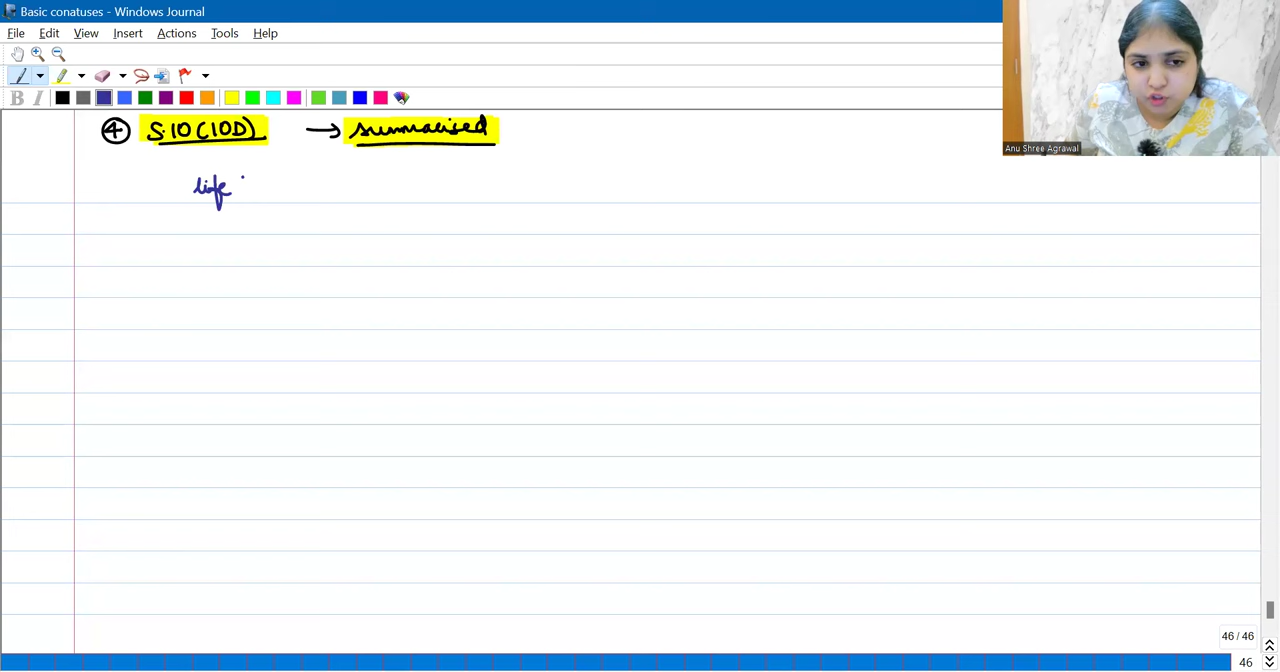 Basic conatuses - Windows Journal
File Edit View Insert Actions Tools Help
B I
④ S.10(10D) → summarised
life
Anu Shree Agrawal
46 / 46
46